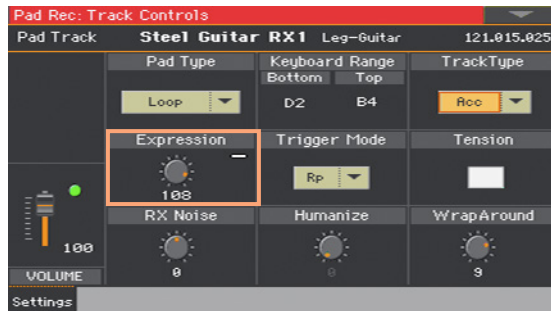 Pad Rec: Track Controls
Pad Track Steel Guitar RX1 Leg-Guitar 121.015.025
Pad Type Keyboard Range TrackType
Bottom Top
Loop D2 B4 Acc
Expression Trigger Mode Tension
Rp
108
RX Noise Humanize WrapAround
100
0 0 9
VOLUME
Settings